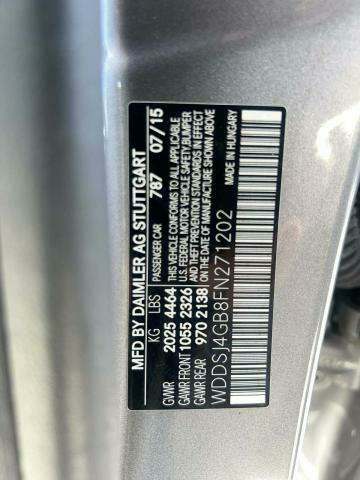 MFD BY DAIMLER AG STUTTGART
KG LBS PASSENGER CAR 787 07/15
GVWR 2025 4464 THIS VEHICLE CONFORMS TO ALL APPLICABLE
GAWR FRONT 1055 2326 U.S. FEDERAL MOTOR VEHICLE SAFETY,BUMPER
GAWR REAR 970 2138 AND THEFT PREVENTION STANDARDS IN EFFECT
ON THE DATE OF MANUFACTURE SHOWN ABOVE
MADE IN HUNGARY
WDDSJ4GB8FN271202